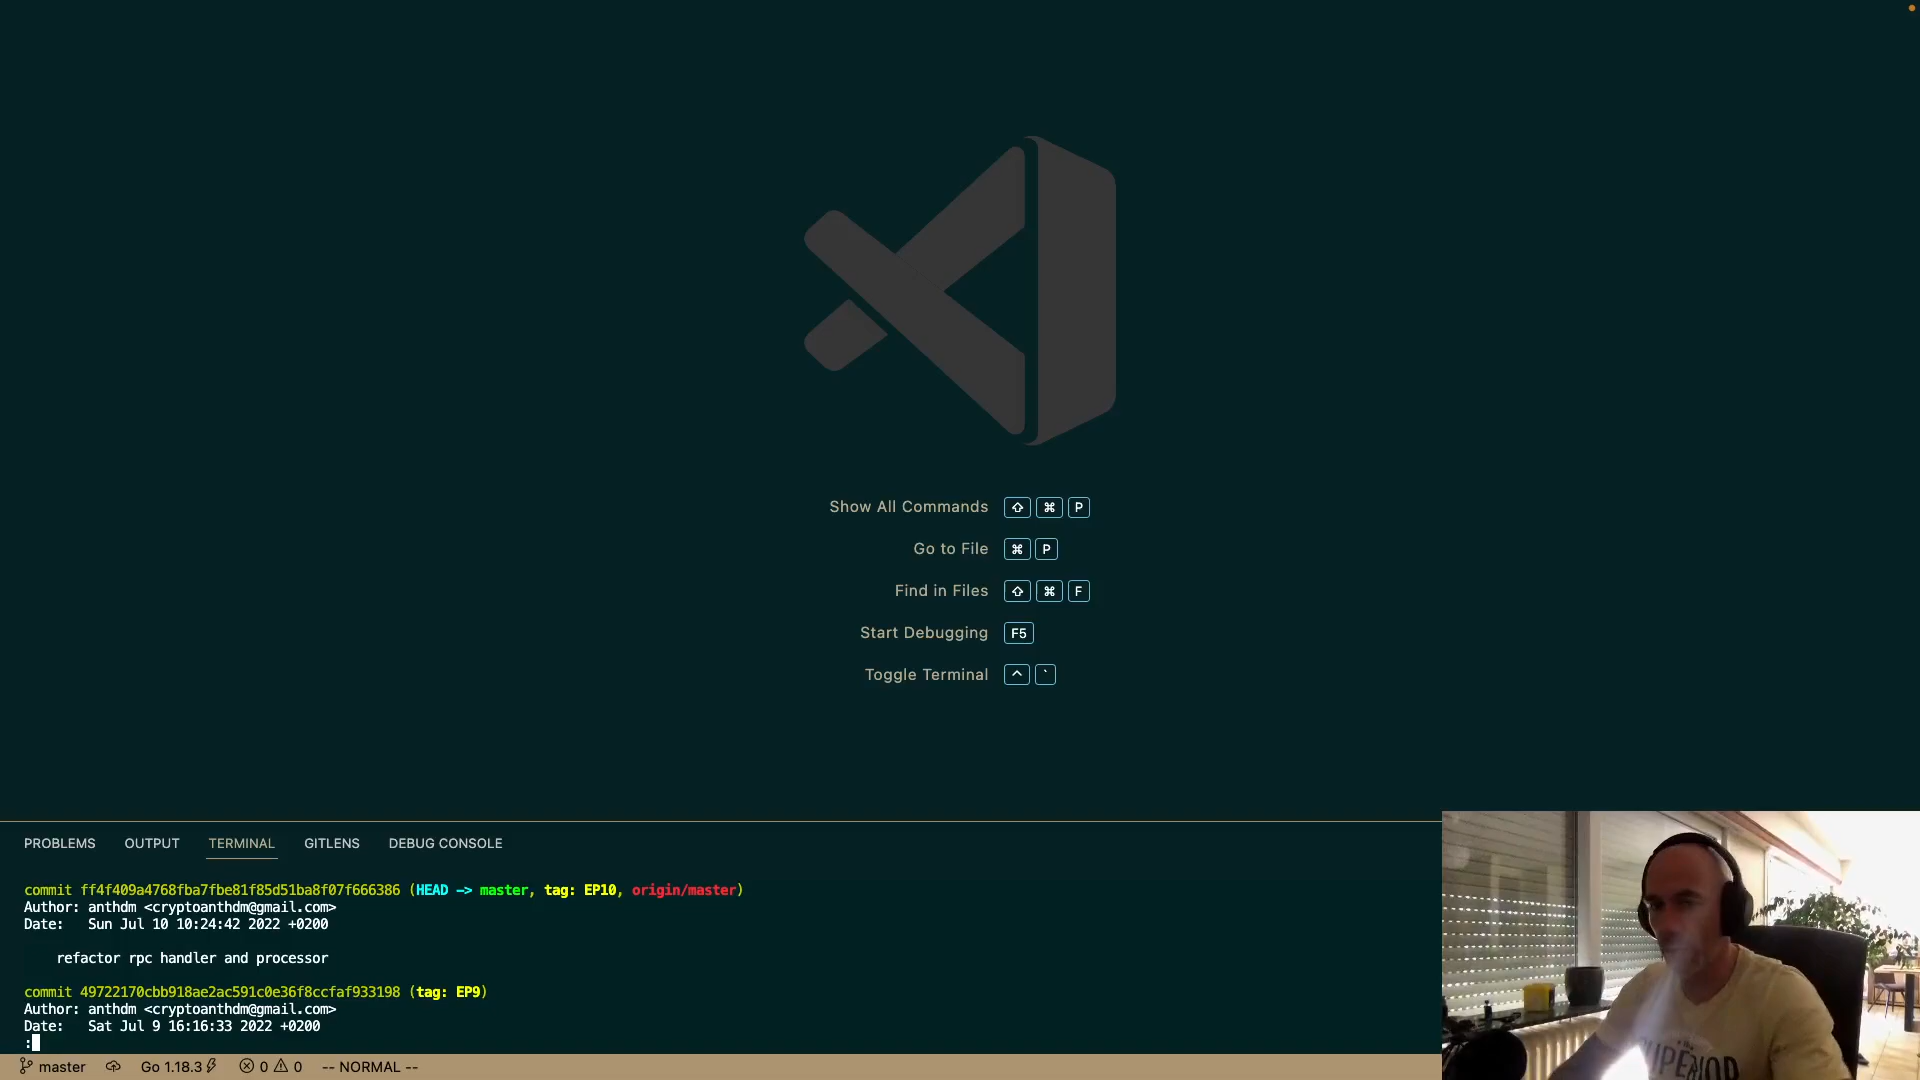 Show All Commands ⇧ ⌘ P
Go to File ⌘ P
Find in Files ⇧ ⌘ F
Start Debugging F5
Toggle Terminal ^ `
PROBLEMS OUTPUT TERMINAL GITLENS DEBUG CONSOLE
commit ff4f409a4768fba7fbe81f85d51ba8f07f666386 (HEAD -> master, tag: EP10, origin/master)
Author: anthdm <cryptoanthdm@gmail.com>
Date: Sun Jul 10 10:24:42 2022 +0200
refactor rpc handler and processor
commit 49722170cbb918ae2ac591c0e36f8ccfaf933198 (tag: EP9)
Author: anthdm <cryptoanthdm@gmail.com>
Date: Sat Jul 9 16:16:33 2022 +0200
:
master Go 1.18.3 0 0 -- NORMAL --
SUPERIOR